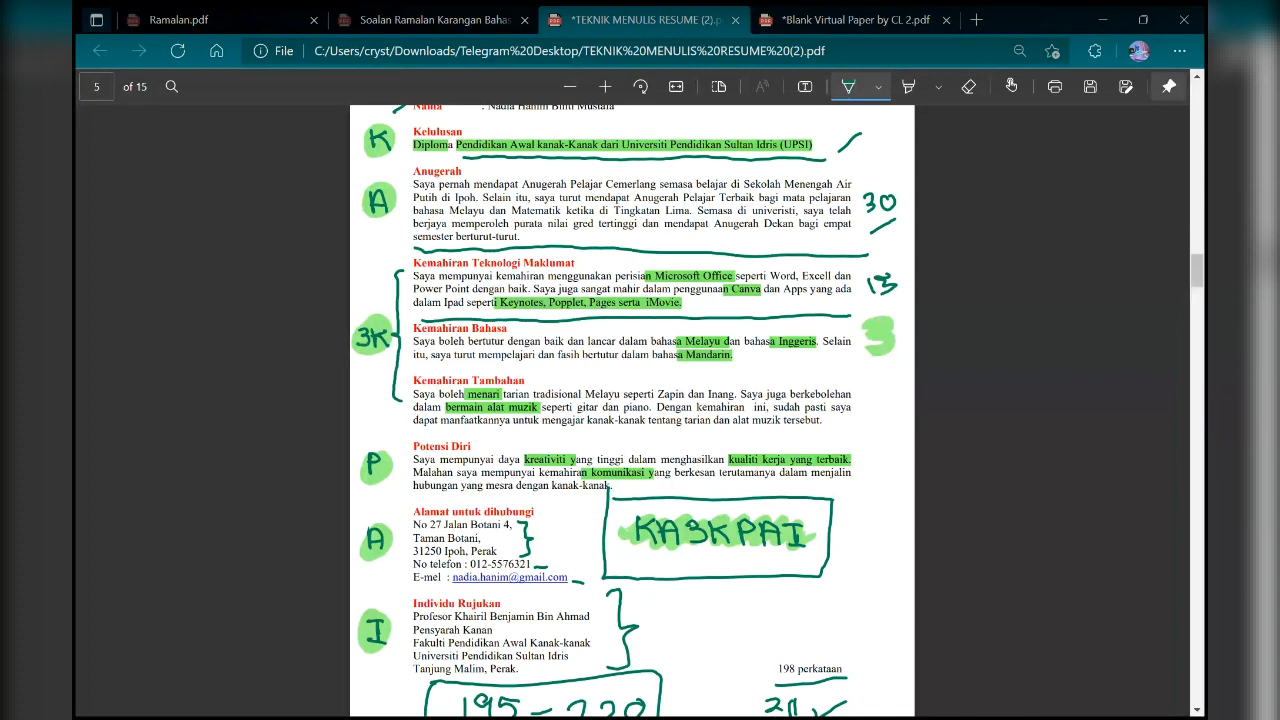 Ramalan.pdf
Soalan Ramalan Karangan Bahas
*TEKNIK MENULIS RESUME (2).p
*Blank Virtual Paper by CL 2.pdf
File
C:/Users/cryst/Downloads/Telegram%20Desktop/TEKNIK%20MENULIS%20RESUME%20(2).pdf
5 of 15
Nama : Nadia Hanim Binti Mustafa
K
Kelulusan
Diploma Pendidikan Awal kanak-Kanak dari Universiti Pendidikan Sultan Idris (UPSI)
Anugerah
A
Saya pernah mendapat Anugerah Pelajar Cemerlang semasa belajar di Sekolah Menengah Air
Putih di Ipoh. Selain itu, saya turut mendapat Anugerah Pelajar Terbaik bagi mata pelajaran
bahasa Melayu dan Matematik ketika di Tingkatan Lima. Semasa di univeristi, saya telah
berjaya memperoleh purata nilai gred tertinggi dan mendapat Anugerah Dekan bagi empat
semester berturut-turut.
30
Kemahiran Teknologi Maklumat
Saya mempunyai kemahiran menggunakan perisian Microsoft Office seperti Word, Excell dan
Power Point dengan baik. Saya juga sangat mahir dalam penggunaan Canva dan Apps yang ada
dalam Ipad seperti Keynotes, Popplet, Pages serta iMovie.
3K
Kemahiran Bahasa
Saya boleh bertutur dengan baik dan lancar dalam bahasa Melayu dan bahasa Inggeris. Selain
itu, saya turut mempelajari dan fasih bertutur dalam bahasa Mandarin.
3
Kemahiran Tambahan
Saya boleh menari tarian tradisional Melayu seperti Zapin dan Inang. Saya juga berkebolehan
dalam bermain alat muzik seperti gitar dan piano. Dengan kemahiran ini, sudah pasti saya
dapat manfaatkannya untuk mengajar kanak-kanak tentang tarian dan alat muzik tersebut.
Potensi Diri
P
Saya mempunyai daya kreativiti yang tinggi dalam menghasilkan kualiti kerja yang terbaik.
Malahan saya mempunyai kemahiran komunikasi yang berkesan terutamanya dalam menjalin
hubungan yang mesra dengan kanak-kanak.
Alamat untuk dihubungi
A
No 27 Jalan Botani 4,
Taman Botani,
31250 Ipoh, Perak
No telefon : 012-5576321
E-mel : nadia.hanim@gmail.com
KA3KPAI
Individu Rujukan
I
Profesor Khairil Benjamin Bin Ahmad
Pensyarah Kanan
Fakulti Pendidikan Awal Kanak-kanak
Universiti Pendidikan Sultan Idris
Tanjung Malim, Perak.
198 perkataan
195 - 220